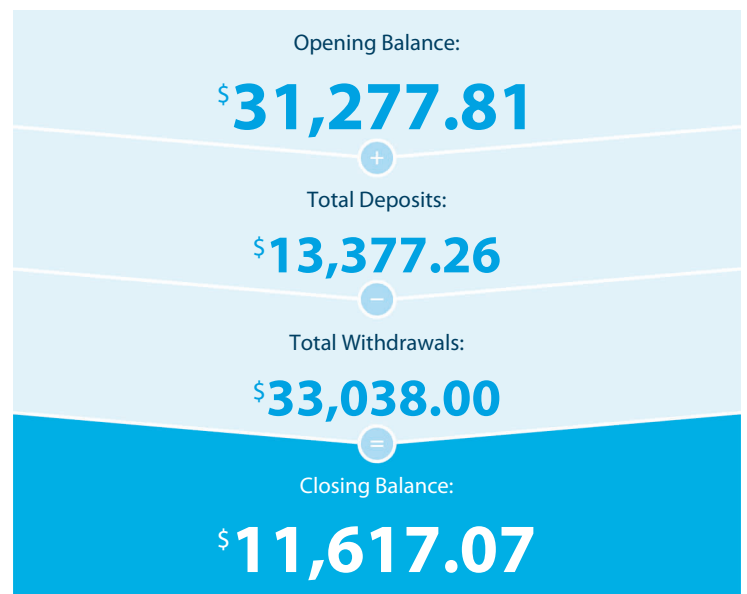 Opening Balance:
$31,277.81
+
Total Deposits:
$13,377.26
−
Total Withdrawals:
$33,038.00
=
Closing Balance:
$11,617.07